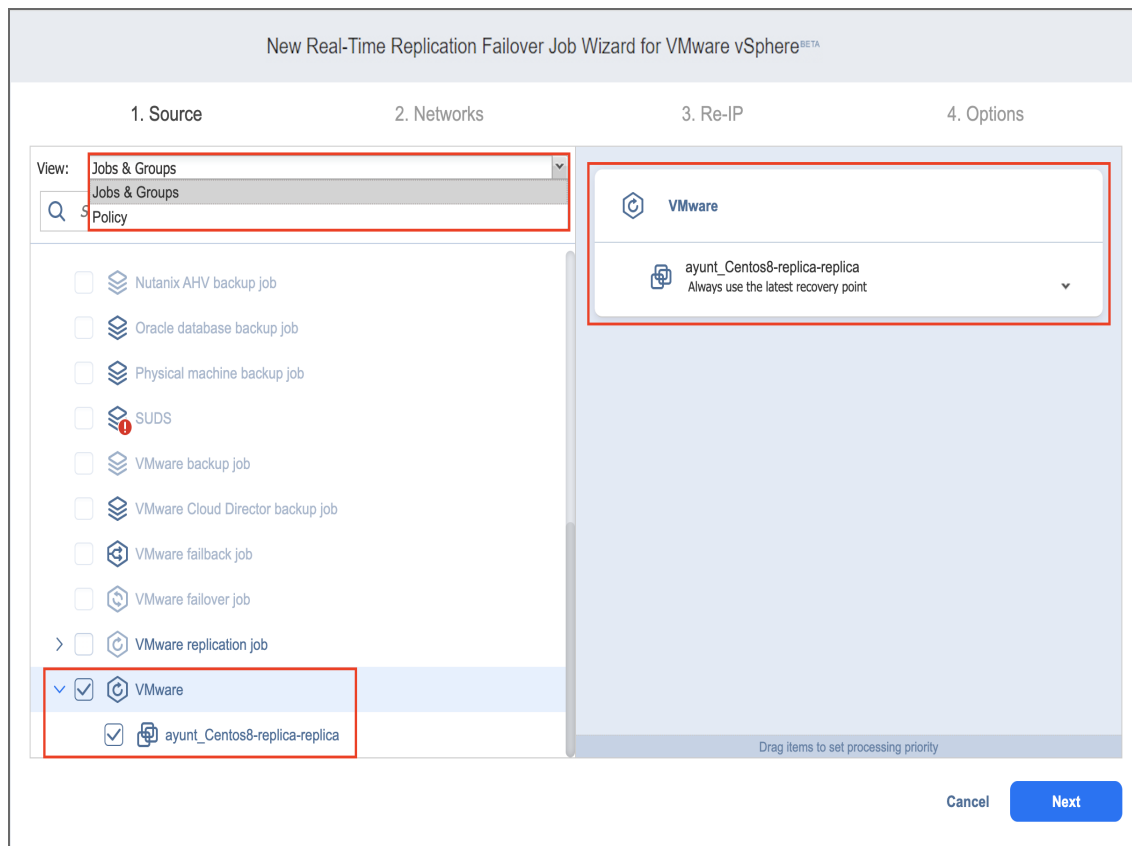 New Real-Time Replication Failover Job Wizard for VMware vSphere BETA
1. Source
2. Networks
3. Re-IP
4. Options
View:
Jobs & Groups
Jobs & Groups
Policy
S
Nutanix AHV backup job
Oracle database backup job
Physical machine backup job
SUDS
VMware backup job
VMware Cloud Director backup job
VMware failback job
VMware failover job
VMware replication job
VMware
ayunt_Centos8-replica-replica
VMware
ayunt_Centos8-replica-replica
Always use the latest recovery point
Drag items to set processing priority
Cancel
Next